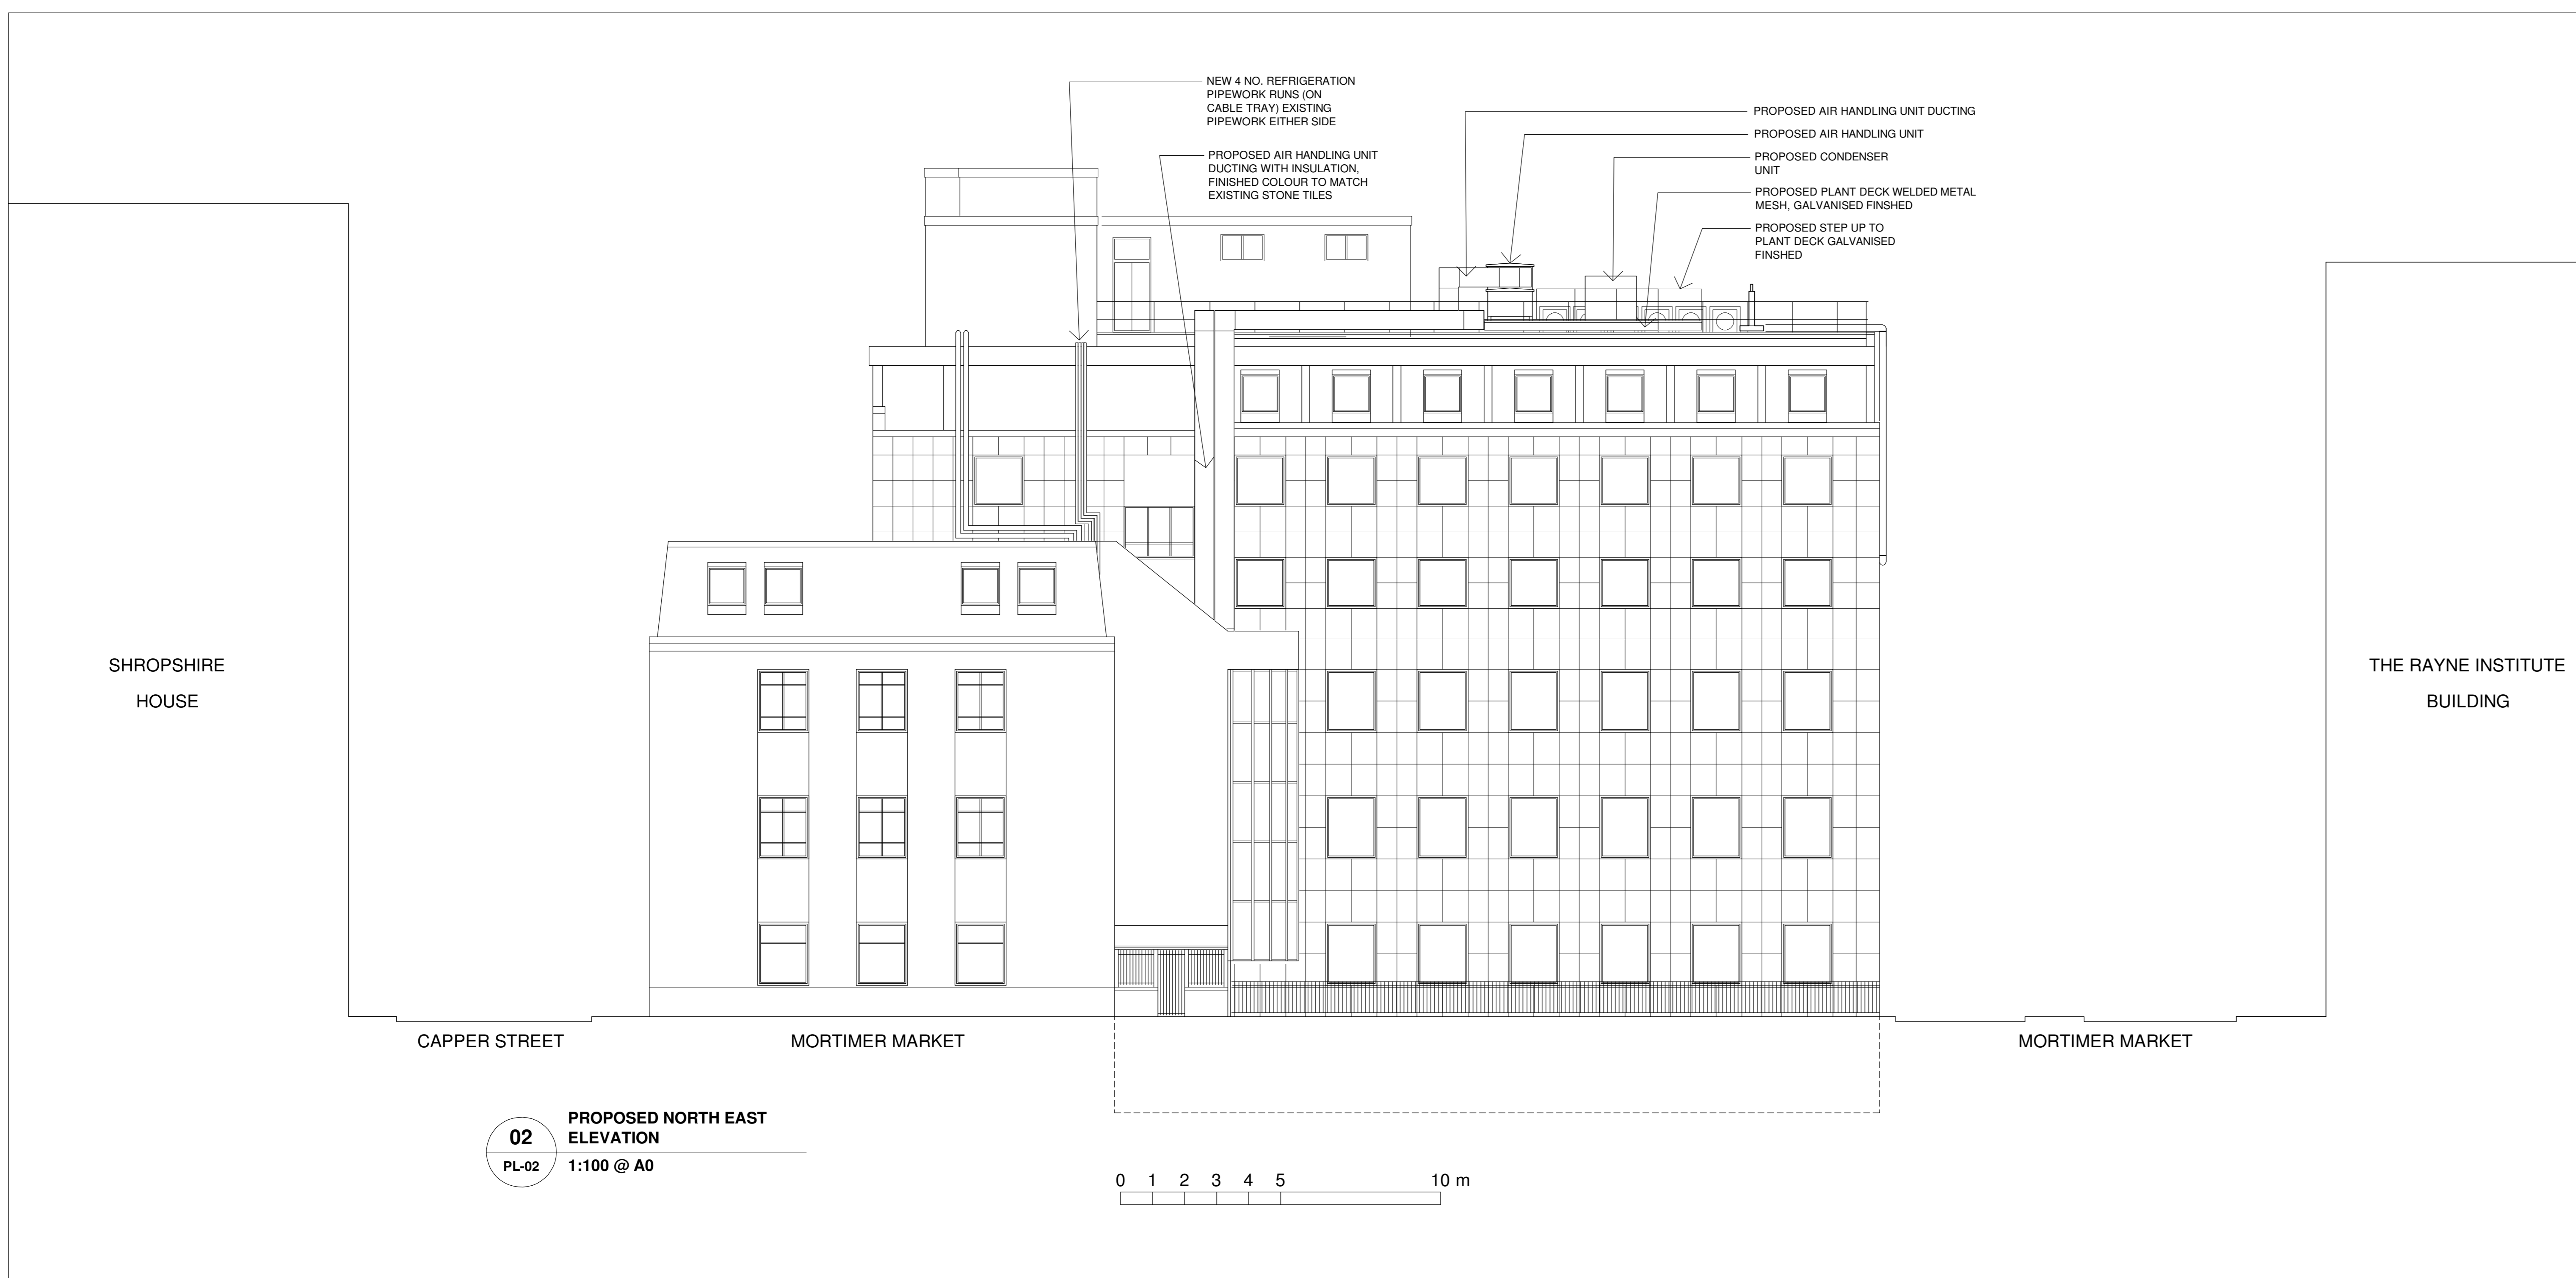 NEW 4 NO. REFRIGERATION
PIPEWORK RUNS (ON
CABLE TRAY) EXISTING
PIPEWORK EITHER SIDE
PROPOSED AIR HANDLING UNIT
DUCTING WITH INSULATION,
FINISHED COLOUR TO MATCH
EXISTING STONE TILES
PROPOSED AIR HANDLING UNIT DUCTING
PROPOSED AIR HANDLING UNIT
PROPOSED CONDENSER
UNIT
PROPOSED PLANT DECK WELDED METAL
MESH, GALVANISED FINSHED
PROPOSED STEP UP TO
PLANT DECK GALVANISED
FINSHED
SHROPSHIRE
HOUSE
THE RAYNE INSTITUTE
BUILDING
CAPPER STREET
MORTIMER MARKET
MORTIMER MARKET
02
PL-02
PROPOSED NORTH EAST
ELEVATION
1:100 @ A0
0 1 2 3 4 5 10 m